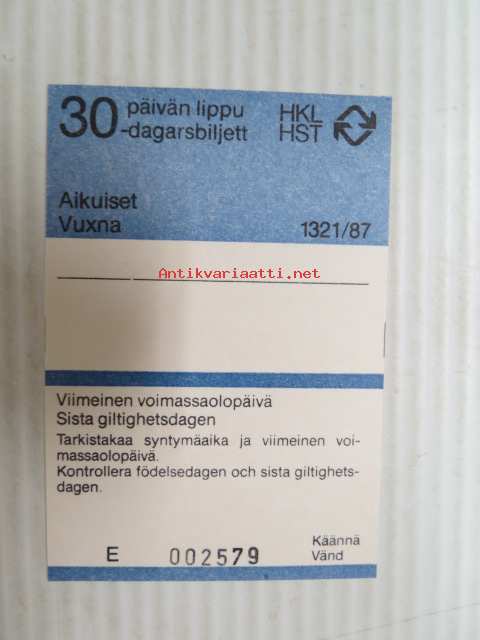 30 päivän lippu
-dagarsbiljett
HKL
HST
Aikuiset
Vuxna
1321/87
Antikvariaatti.net
Viimeinen voimassaolopäivä
Sista giltighetsdagen
Tarkistakaa syntymäaika ja viimeinen voi-
massaolopäivä.
Kontrollera födelsedagen och sista giltighets-
dagen.
E 002579
Käännä
Vänd